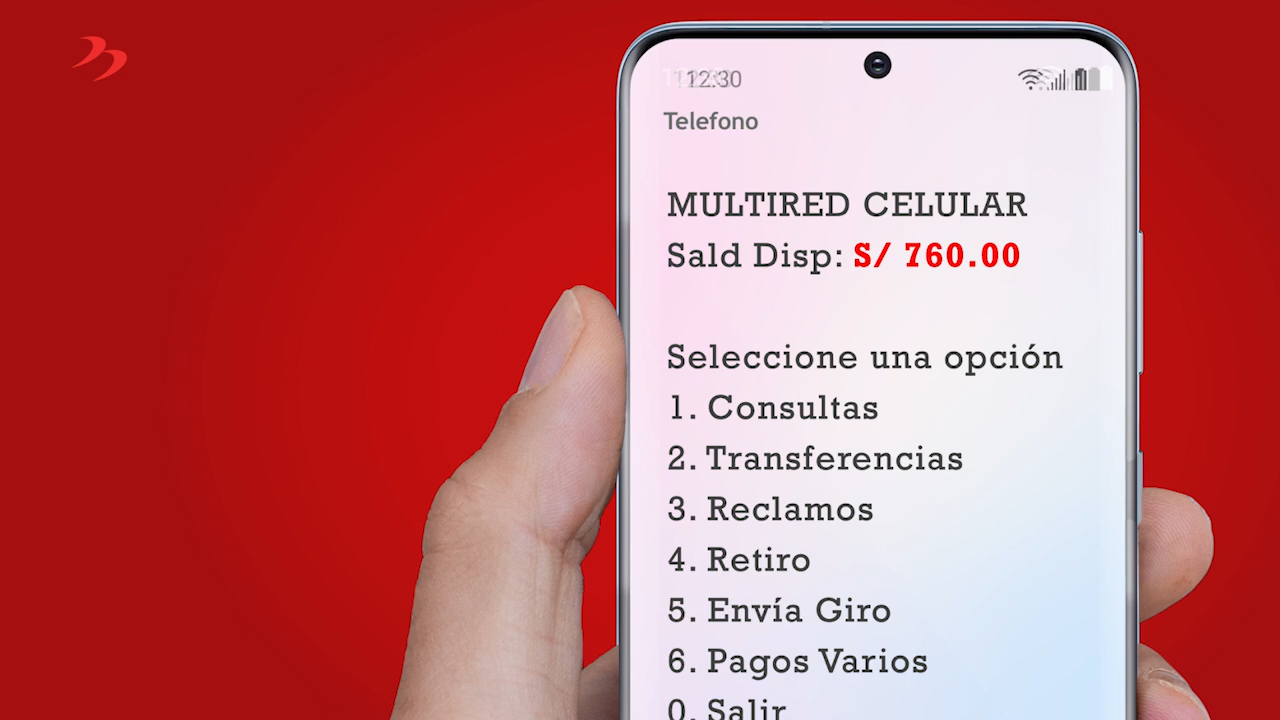 12:30
Telefono
MULTIRED CELULAR
Sald Disp: S/ 760.00
Seleccione una opción
1. Consultas
2. Transferencias
3. Reclamos
4. Retiro
5. Envía Giro
6. Pagos Varios
0. Salir